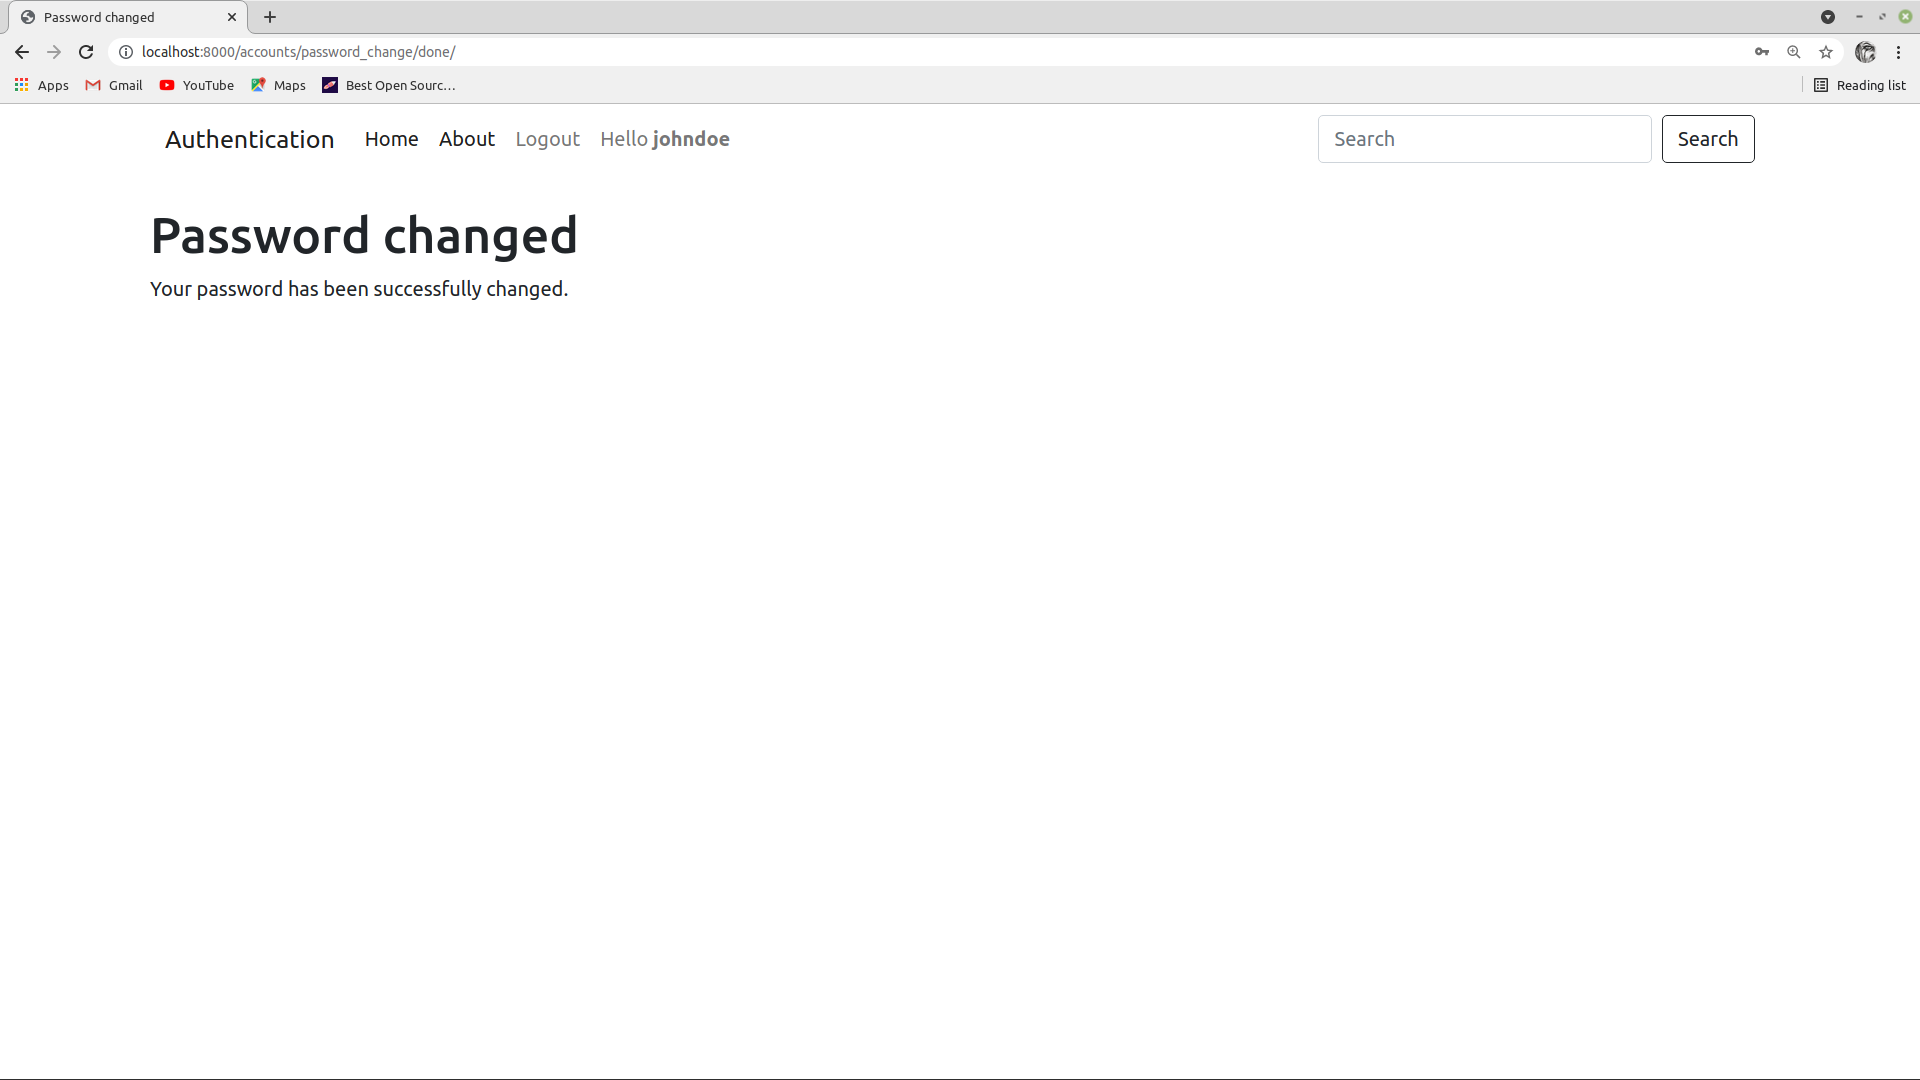 Password changed
localhost:8000/accounts/password_change/done/
Apps Gmail YouTube Maps Best Open Sourc… Reading list
Authentication Home About Logout Hello johndoe Search Search
Password changed
Your password has been successfully changed.